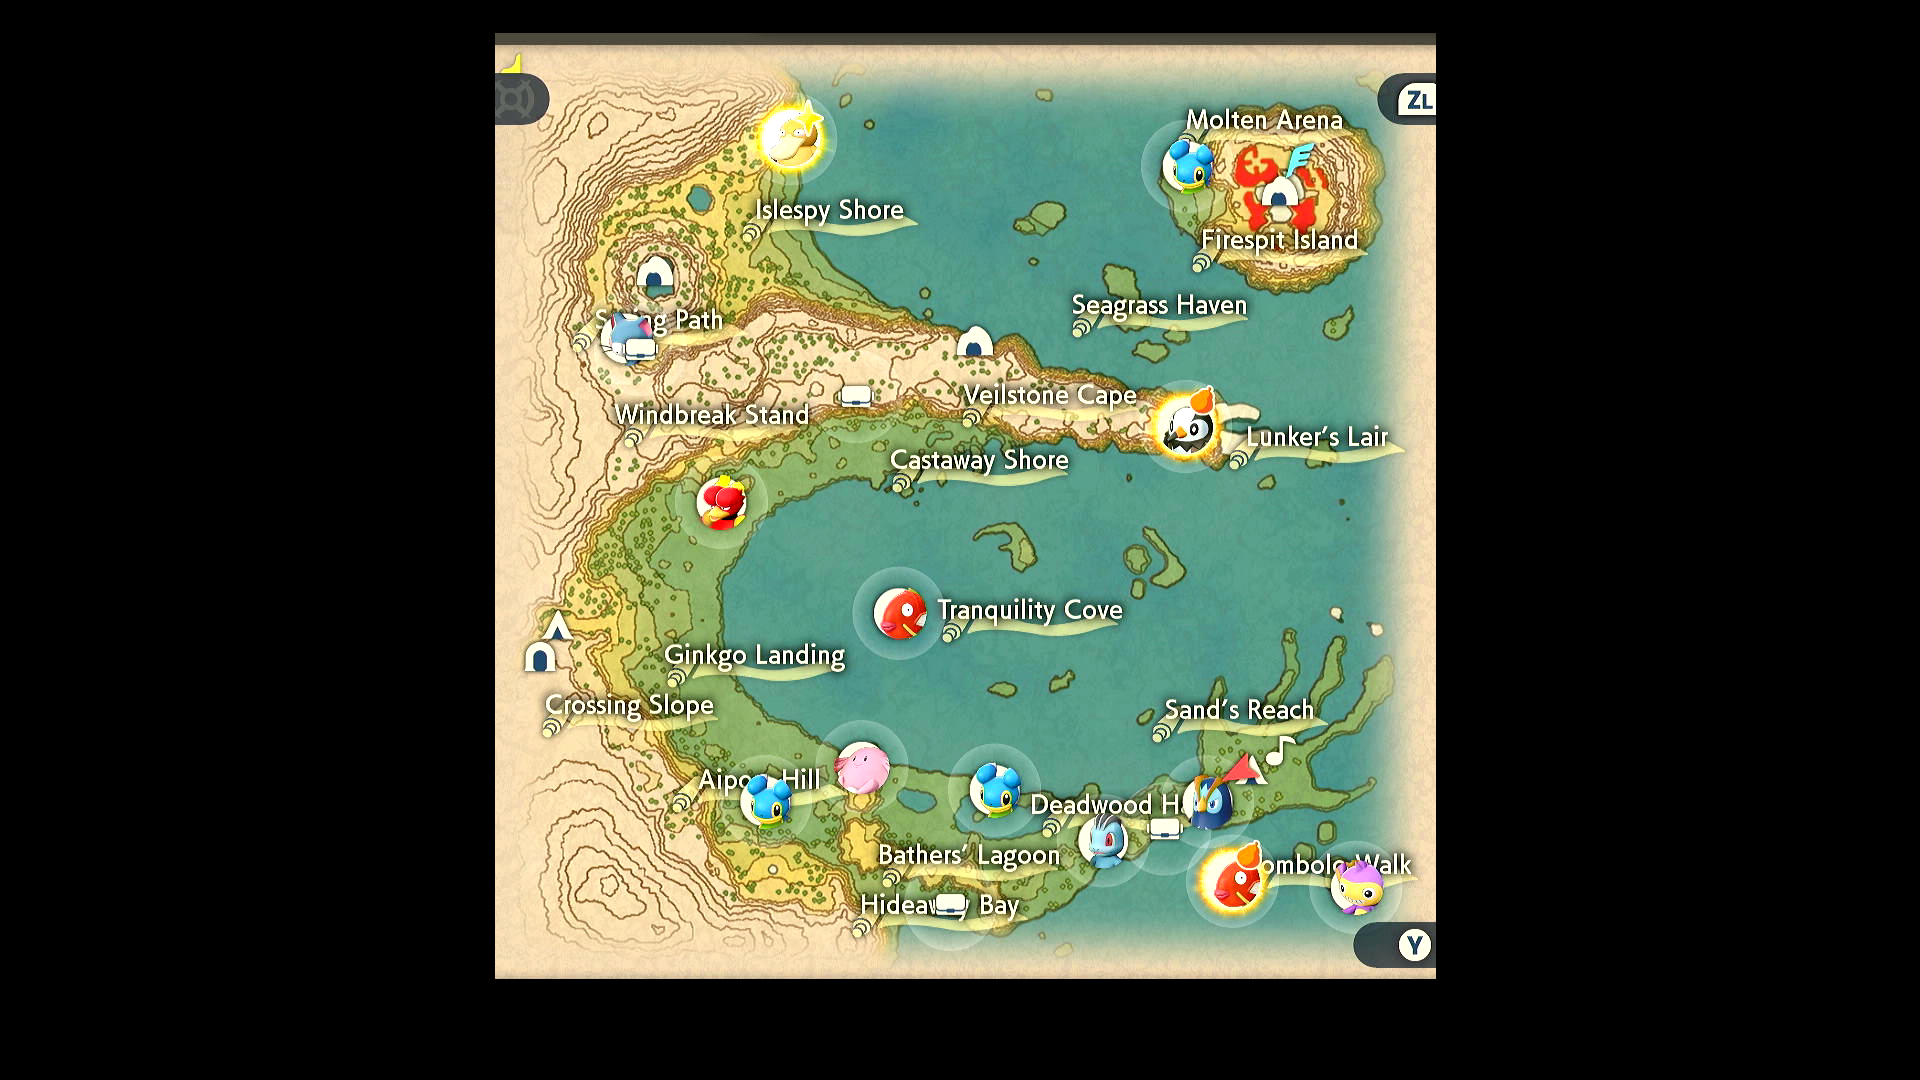 ZL
Molten Arena
Islespy Shore
Firespit Island
Seagrass Haven
Path
Veilstone Cape
Windbreak Stand
Lunker's Lair
Castaway Shore
Tranquility Cove
Ginkgo Landing
Crossing Slope
Sand's Reach
Hill
Deadwood
Bathers' Lagoon
Walk
Bay
Y